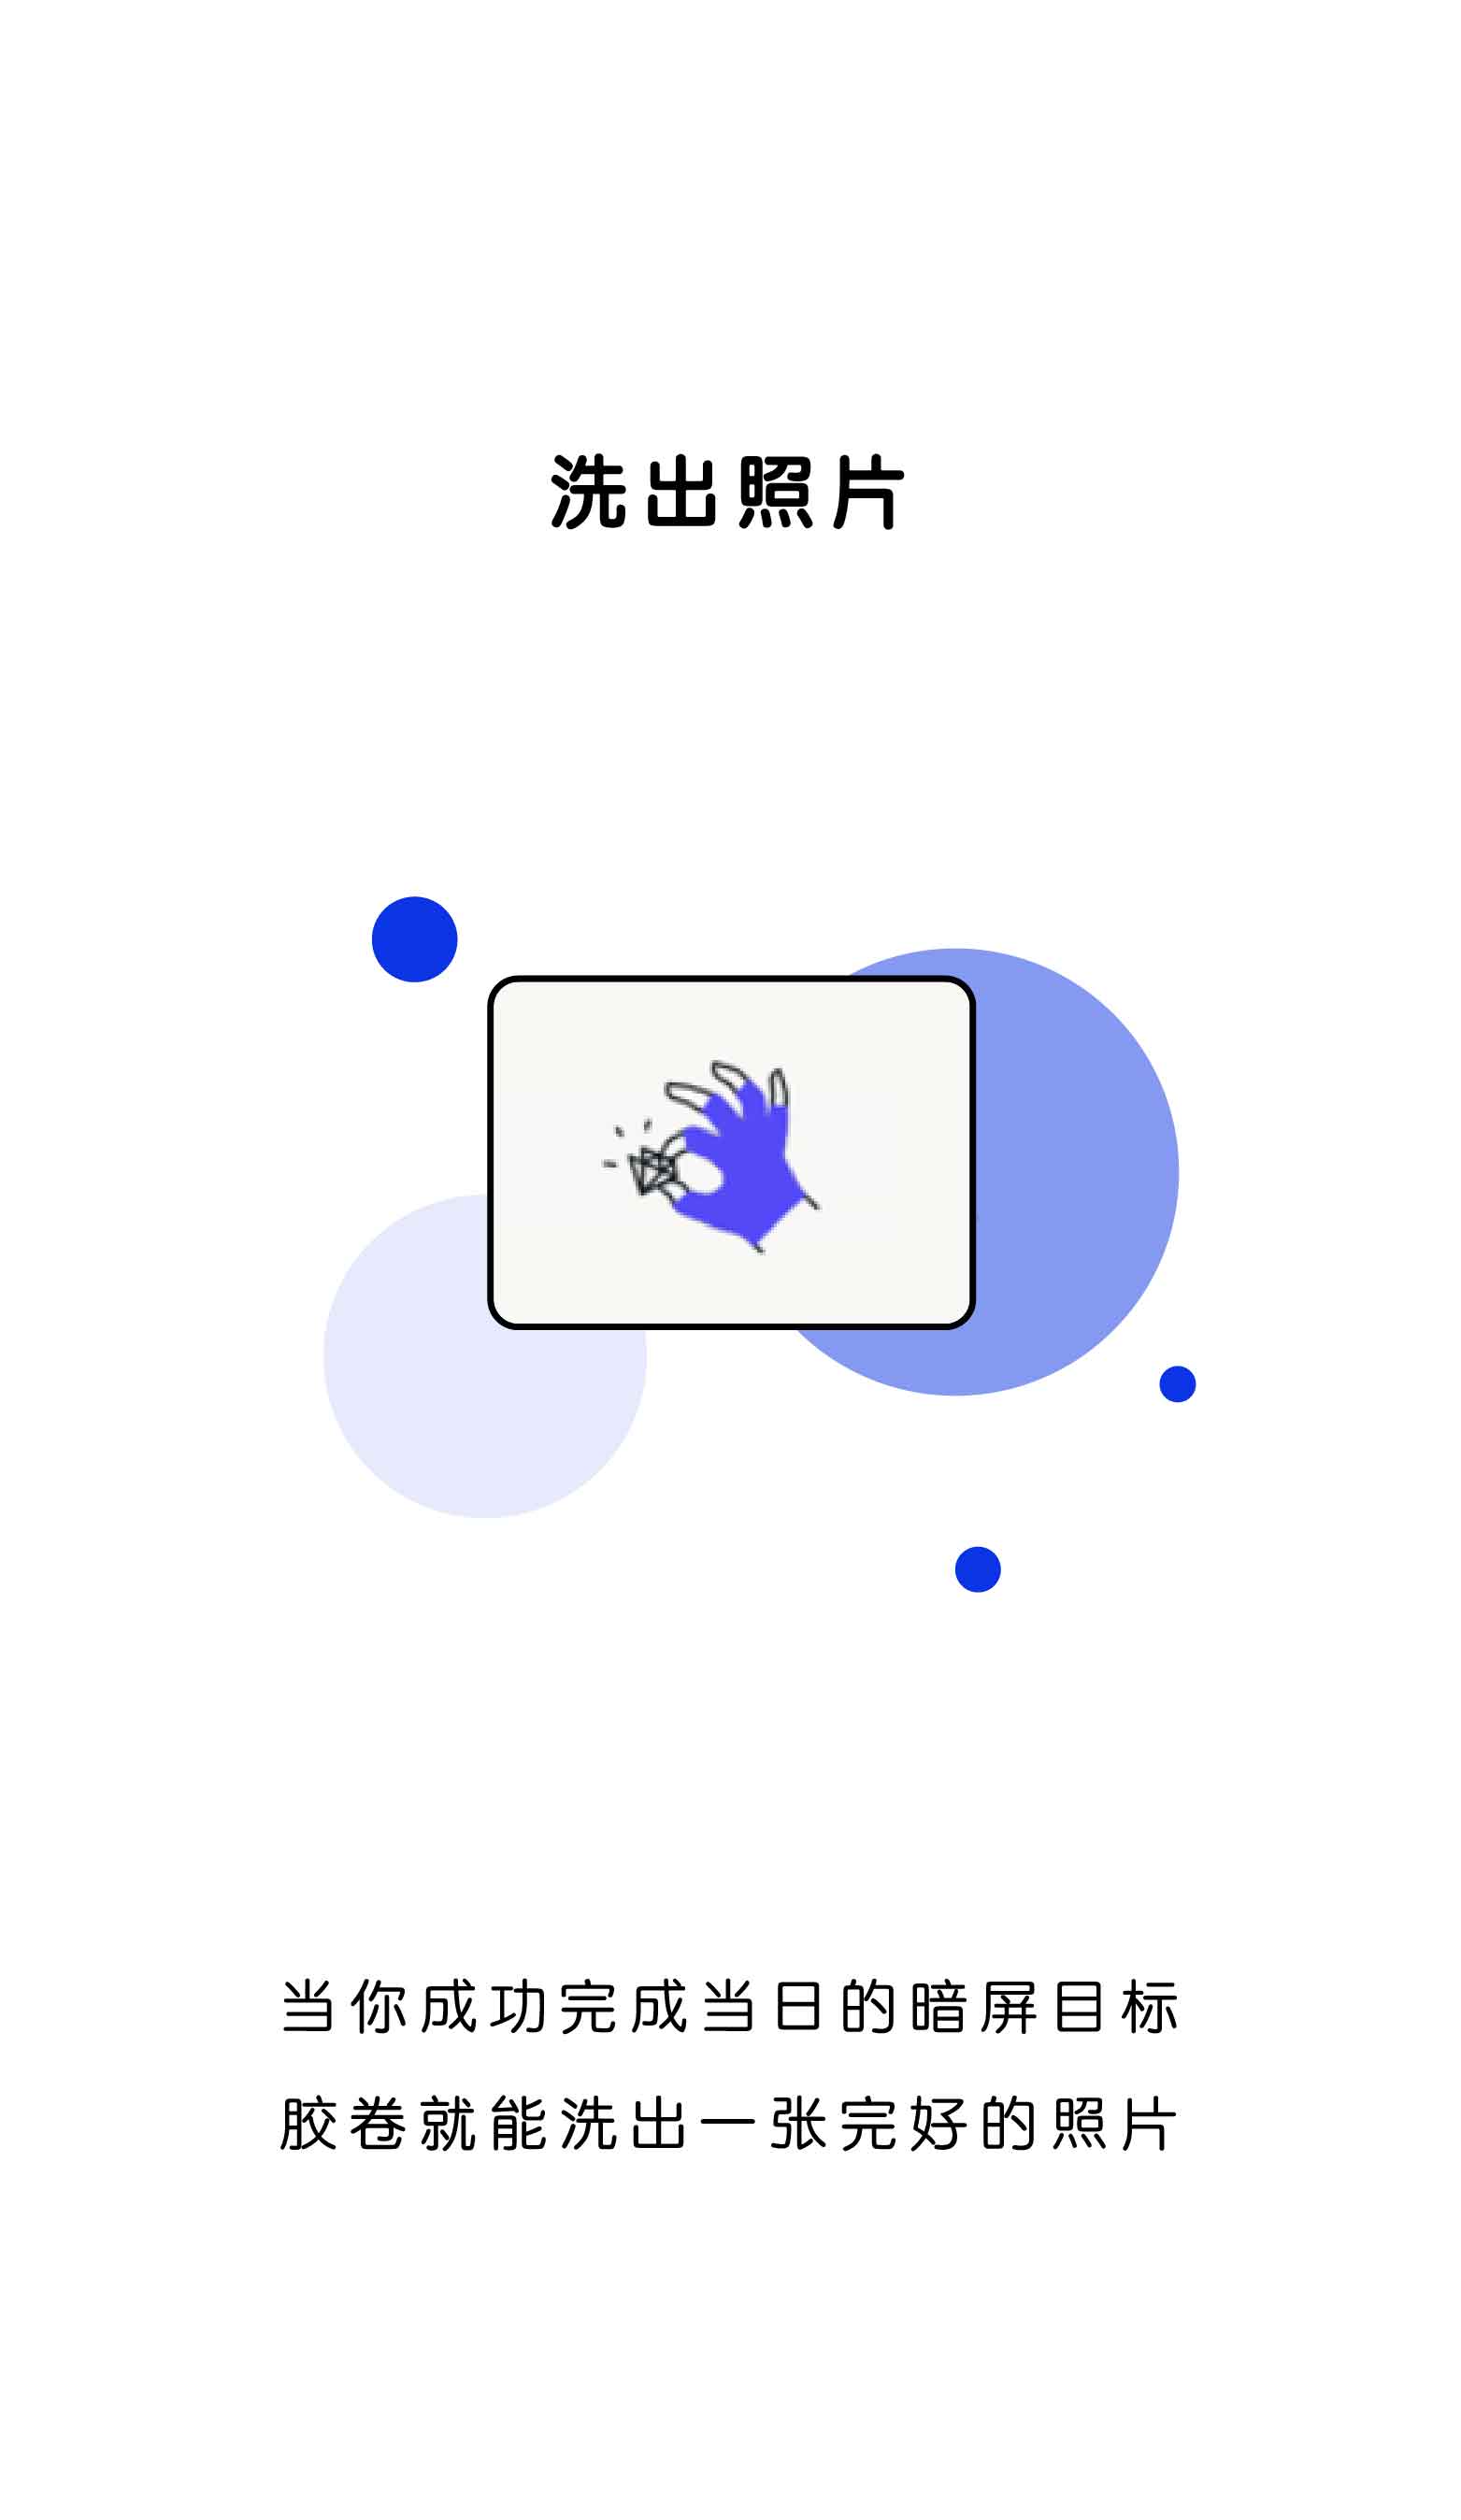 洗出照片
当你成功完成当日的暗屏目标
胶卷就能洗出一张完好的照片